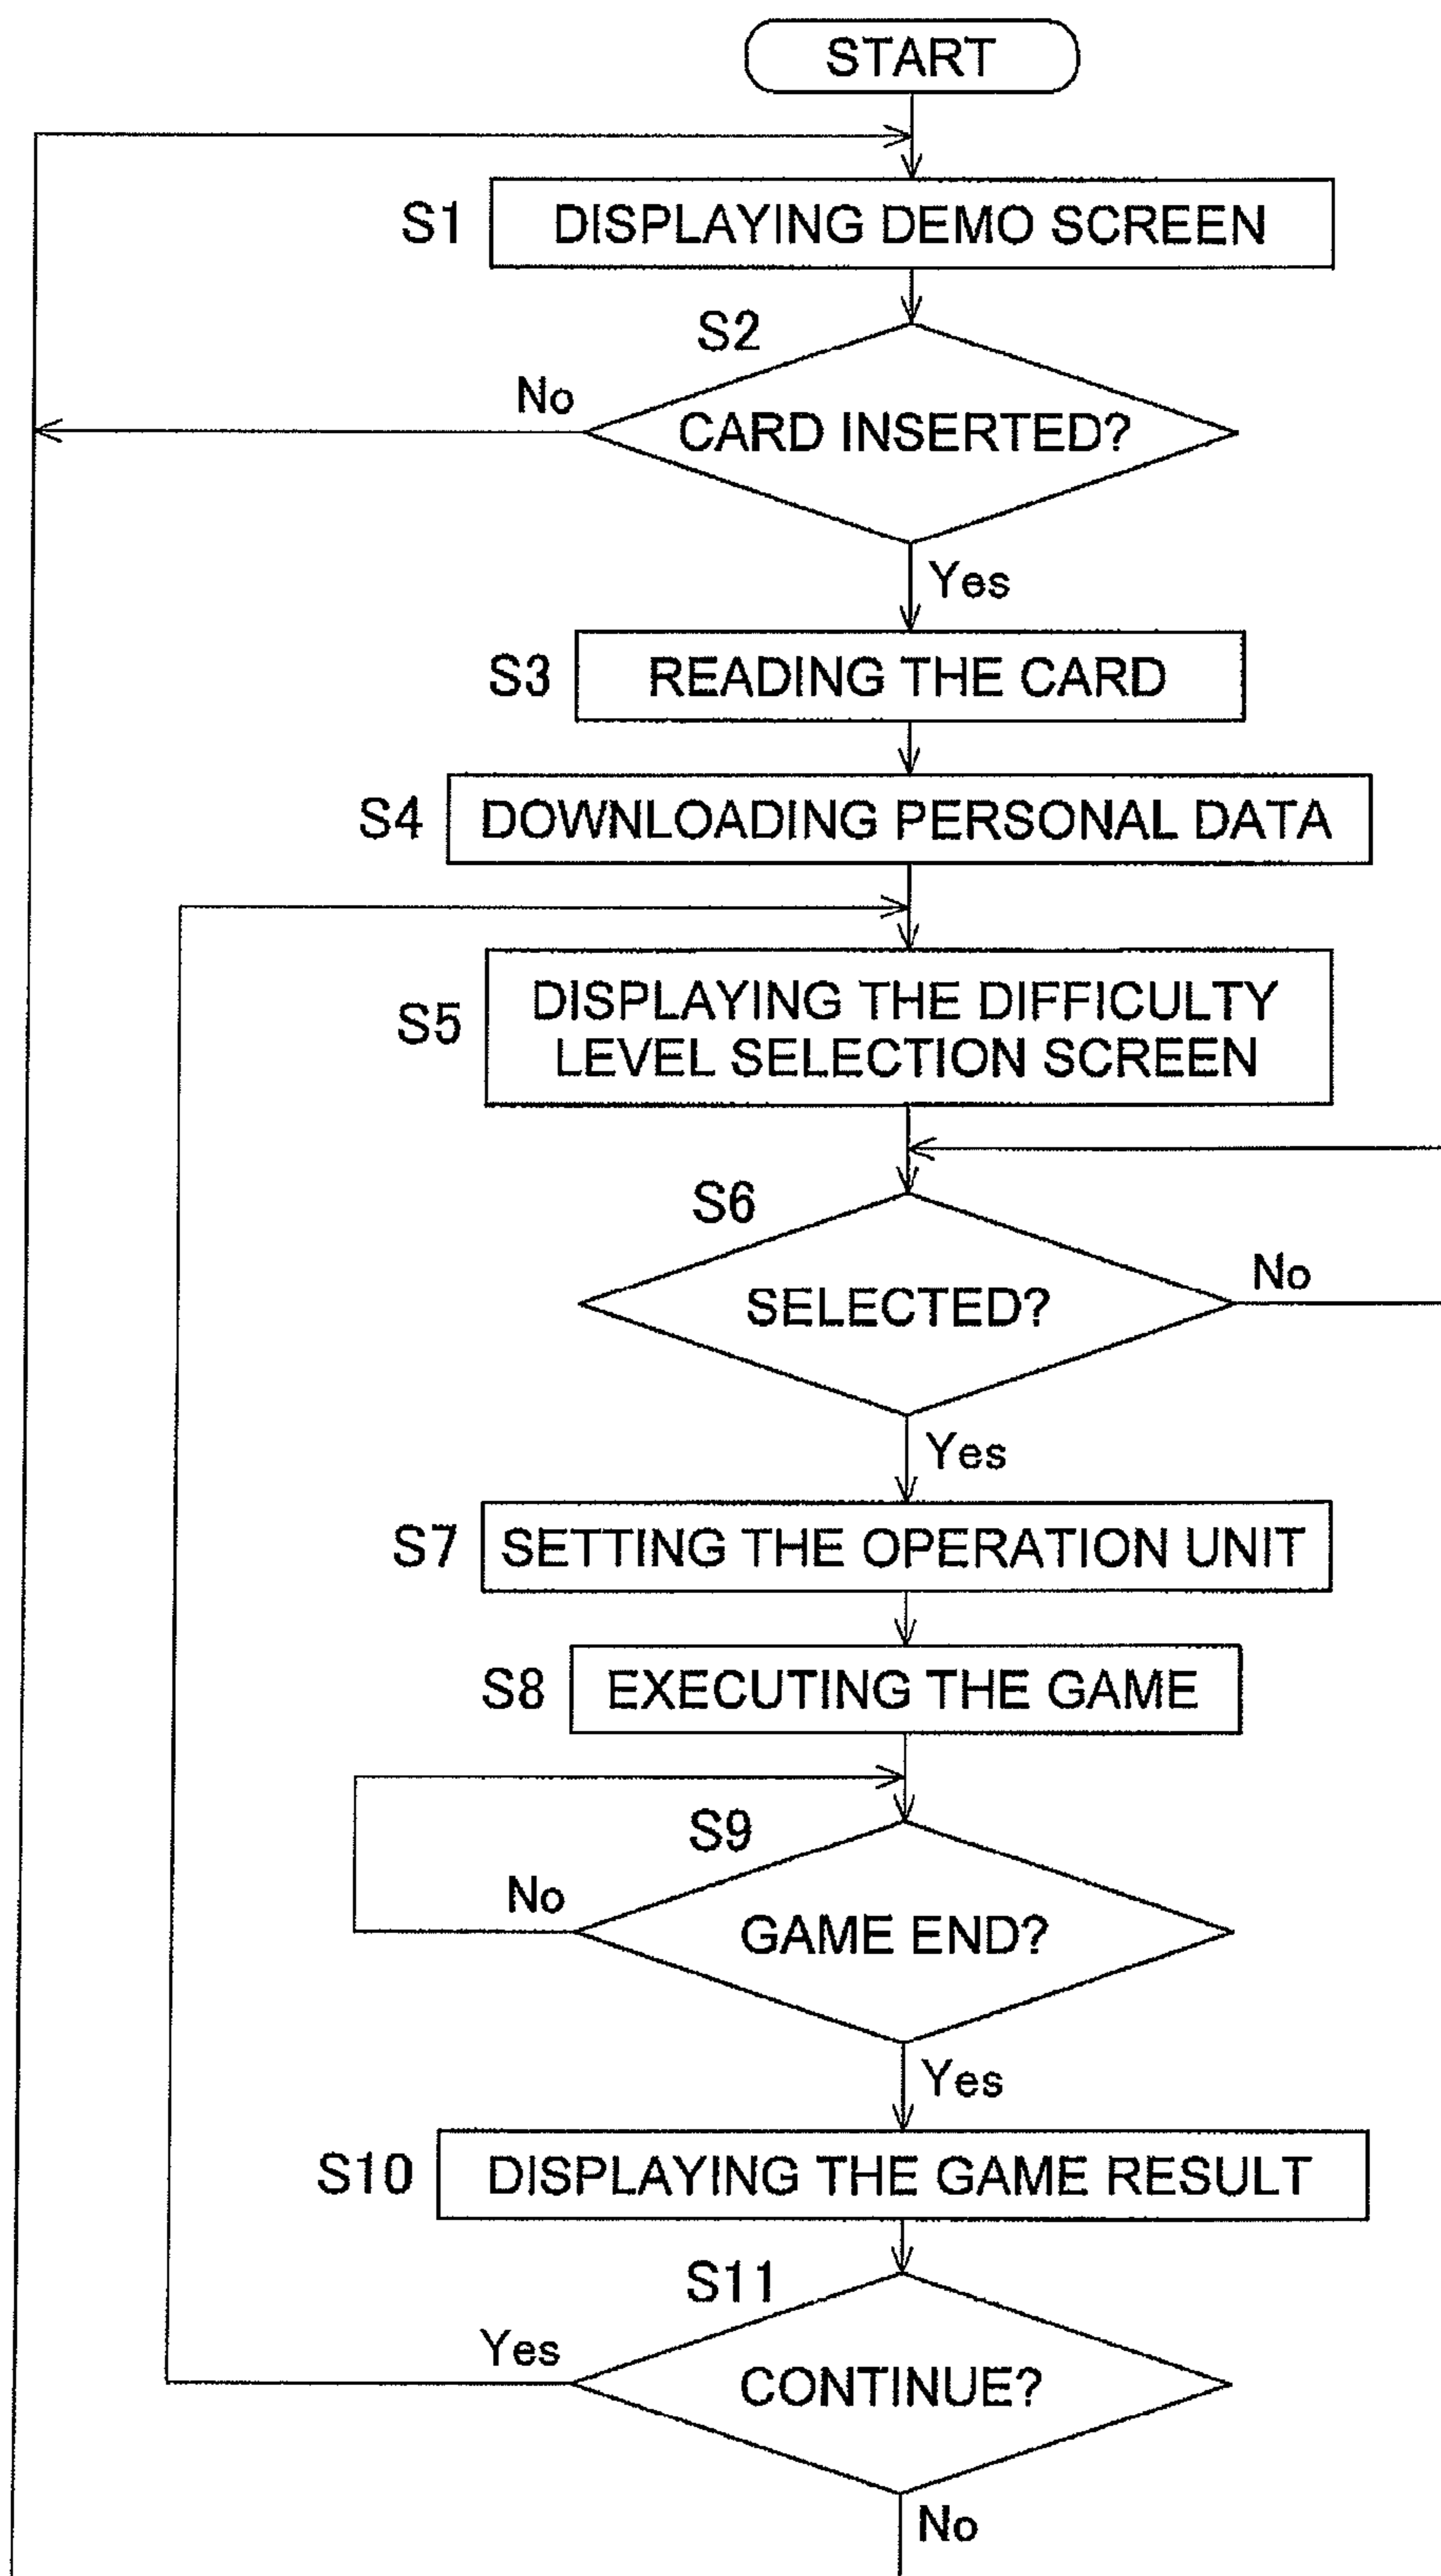 START
S1
DISPLAYING DEMO SCREEN
S2
No
CARD INSERTED?
Yes
S3
READING THE CARD
S4
DOWNLOADING PERSONAL DATA
S5
DISPLAYING THE DIFFICULTY
LEVEL SELECTION SCREEN
S6
No
SELECTED?
Yes
S7
SETTING THE OPERATION UNIT
S8
EXECUTING THE GAME
S9
No
GAME END?
Yes
S10
DISPLAYING THE GAME RESULT
S11
Yes
CONTINUE?
No